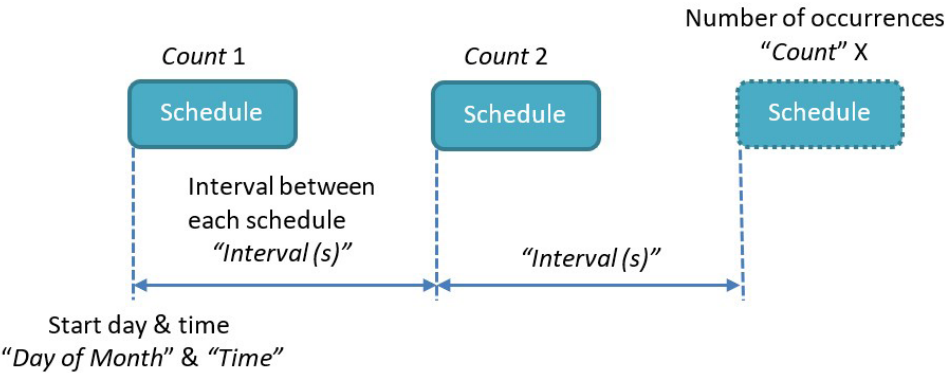 Number of occurrences
Count 1
Count 2
“Count” X
Schedule
Schedule
Schedule
Interval between
each schedule
“Interval (s)”
“Interval (s)”
Start day & time
“Day of Month” & “Time”